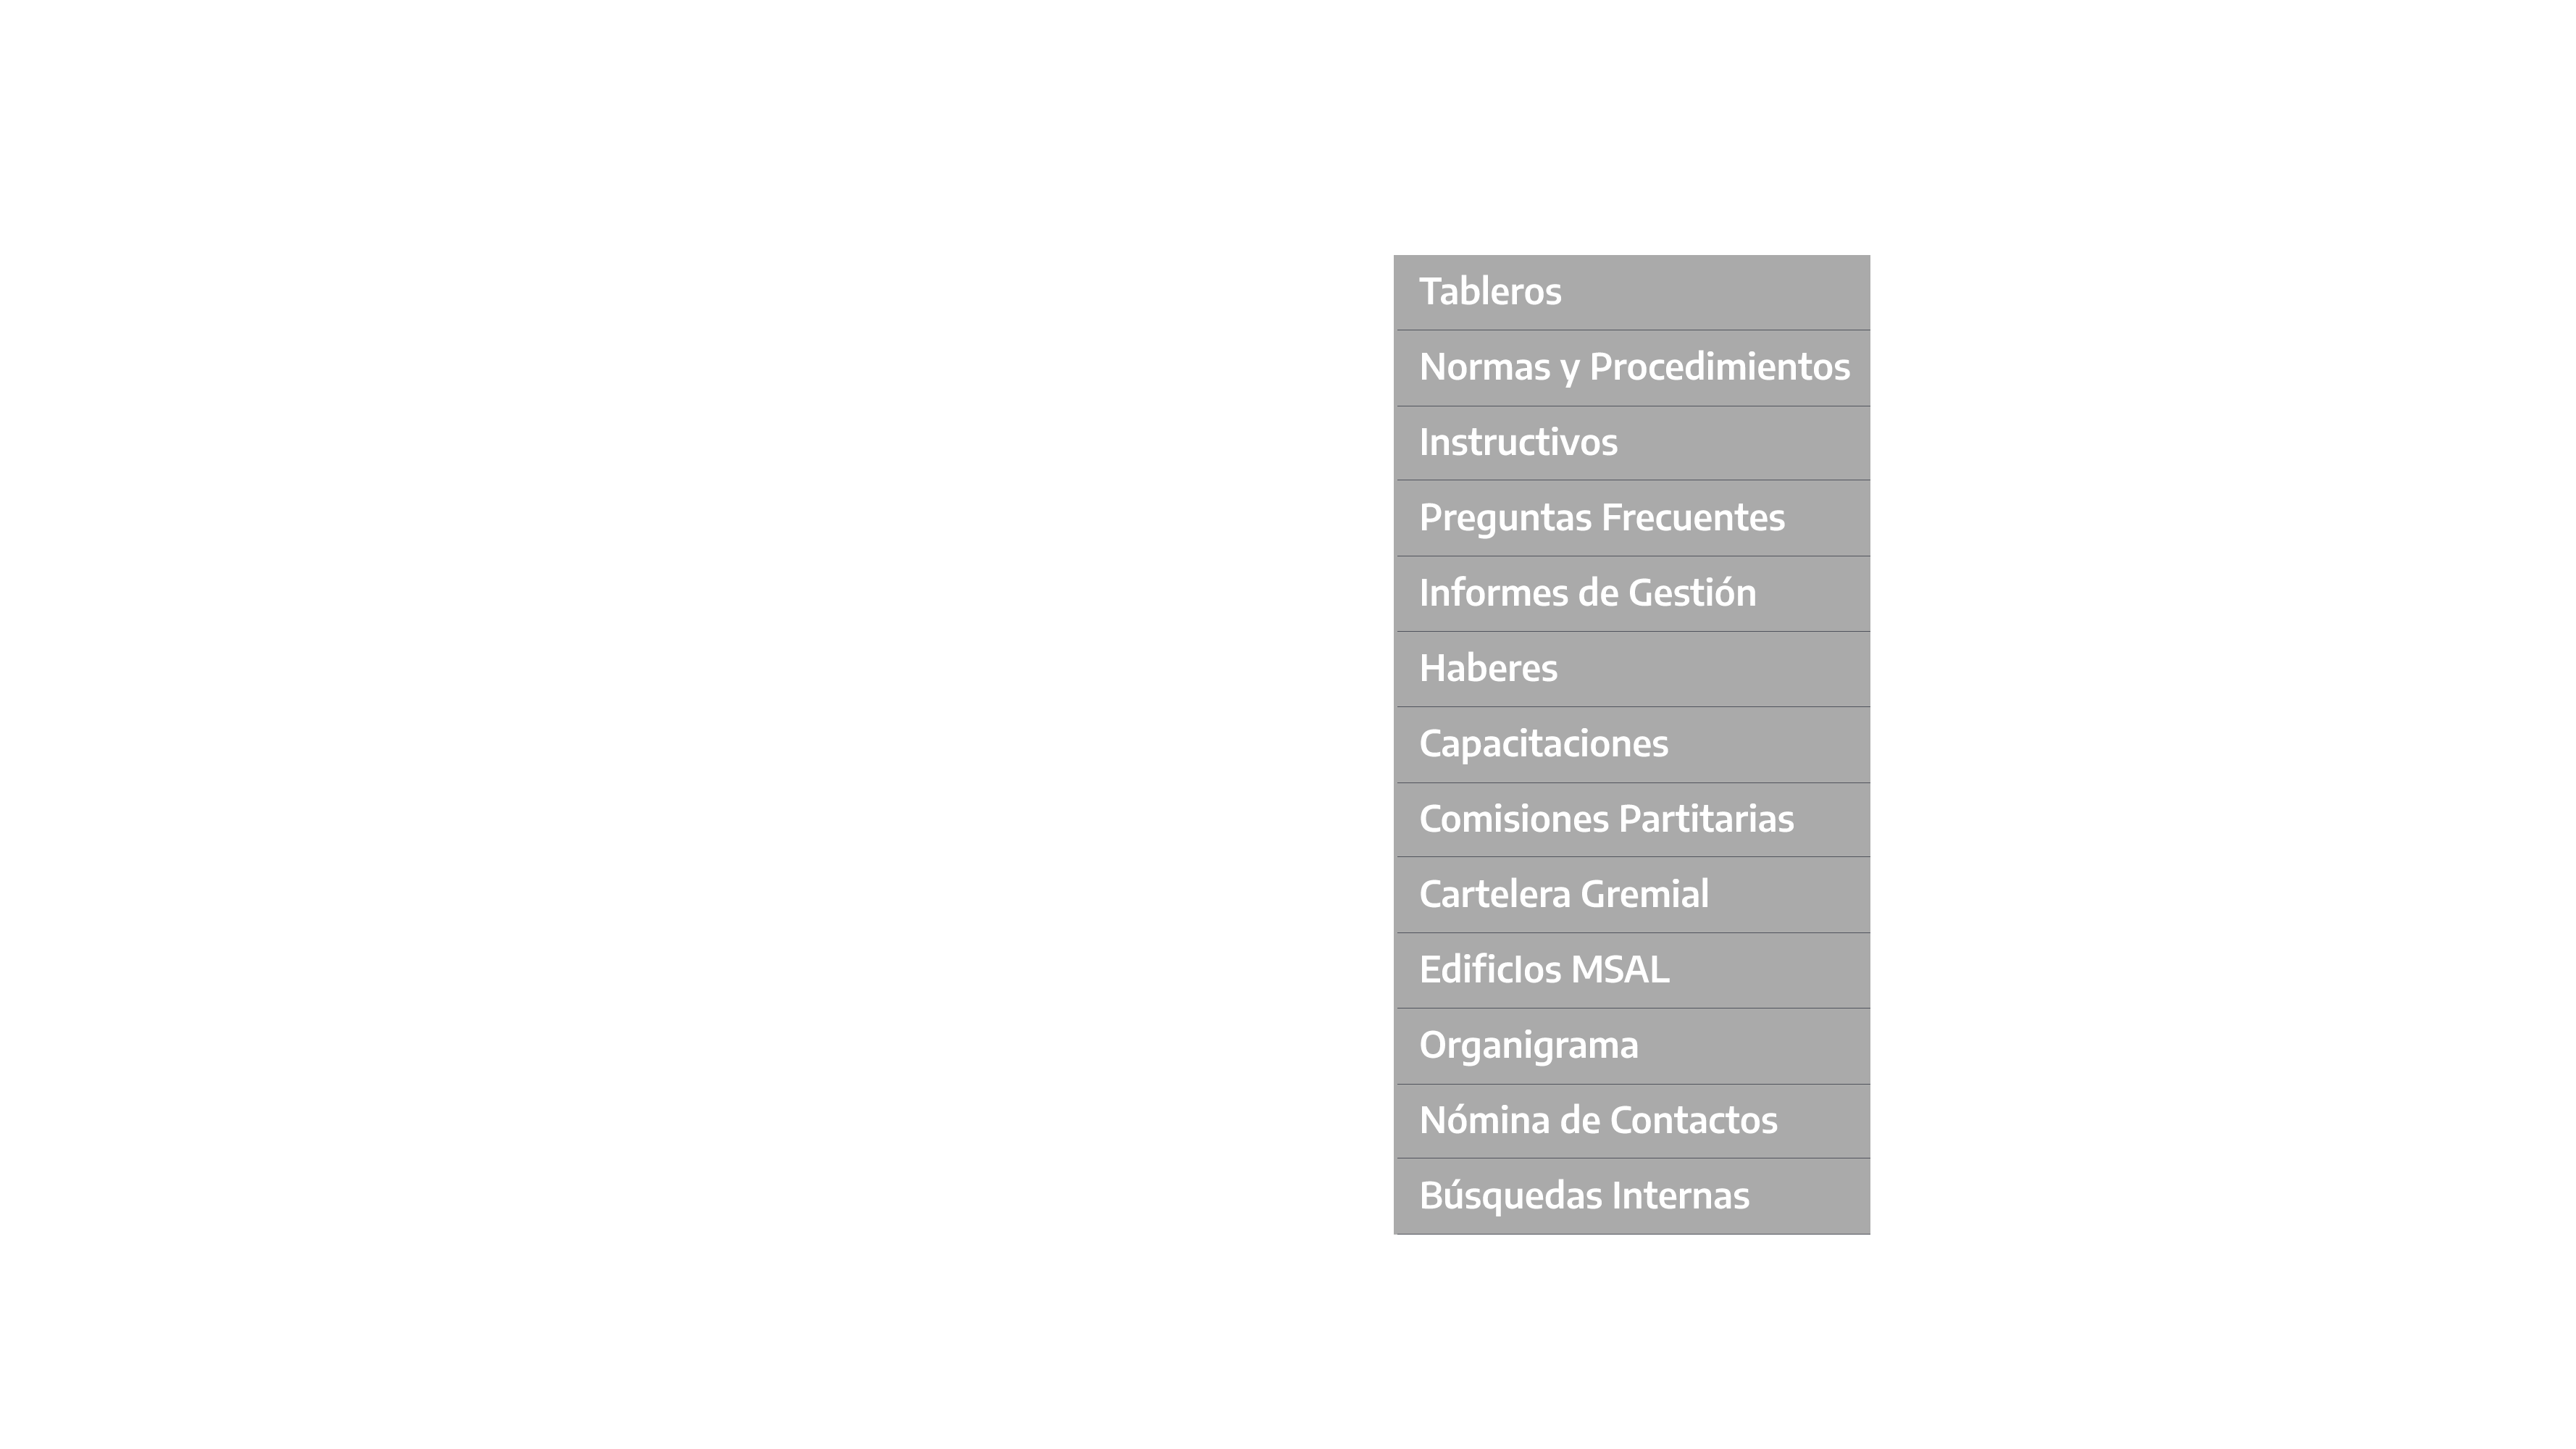 Tableros
Normas y Procedimientos
Instructivos
Preguntas Frecuentes
Informes de Gestión
Haberes
Capacitaciones
Comisiones Partitarias
Cartelera Gremial
EdificIos MSAL
Organigrama
Nómina de Contactos
Búsquedas Internas